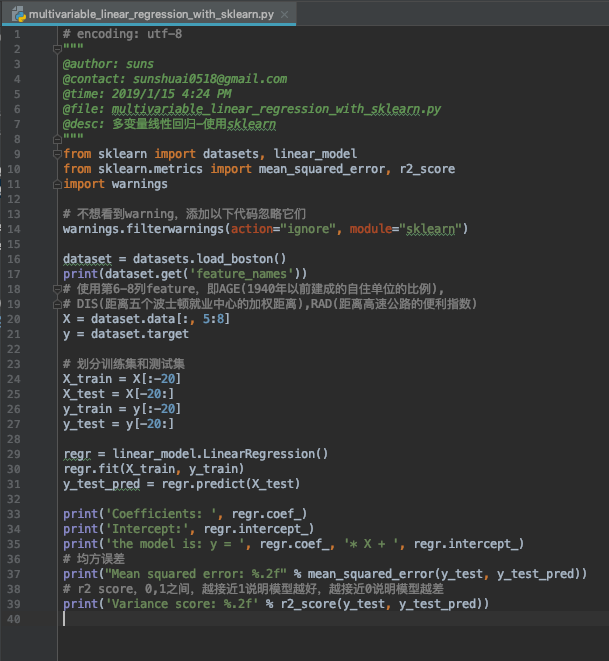 multivariable_linear_regression_with_sklearn.py
1 # encoding: utf-8
2 """
3 @author: suns
4 @contact: sunshuai0518@gmail.com
5 @time: 2019/1/15 4:24 PM
6 @file: multivariable_linear_regression_with_sklearn.py
7 @desc: 多变量线性回归-使用sklearn
8 """
9 from sklearn import datasets, linear_model
10 from sklearn.metrics import mean_squared_error, r2_score
11 import warnings
12
13 # 不想看到warning，添加以下代码忽略它们
14 warnings.filterwarnings(action="ignore", module="sklearn")
15
16 dataset = datasets.load_boston()
17 print(dataset.get('feature_names'))
18 # 使用第6-8列feature，即AGE(1940年以前建成的自住单位的比例),
19 # DIS(距离五个波士顿就业中心的加权距离),RAD(距离高速公路的便利指数)
20 X = dataset.data[:, 5:8]
21 y = dataset.target
22
23 # 划分训练集和测试集
24 X_train = X[:-20]
25 X_test = X[-20:]
26 y_train = y[:-20]
27 y_test = y[-20:]
28
29 regr = linear_model.LinearRegression()
30 regr.fit(X_train, y_train)
31 y_test_pred = regr.predict(X_test)
32
33 print('Coefficients: ', regr.coef_)
34 print('Intercept:', regr.intercept_)
35 print('the model is: y = ', regr.coef_, '* X + ', regr.intercept_)
36 # 均方误差
37 print("Mean squared error: %.2f" % mean_squared_error(y_test, y_test_pred))
38 # r2 score，0,1之间，越接近1说明模型越好，越接近0说明模型越差
39 print('Variance score: %.2f' % r2_score(y_test, y_test_pred))
40